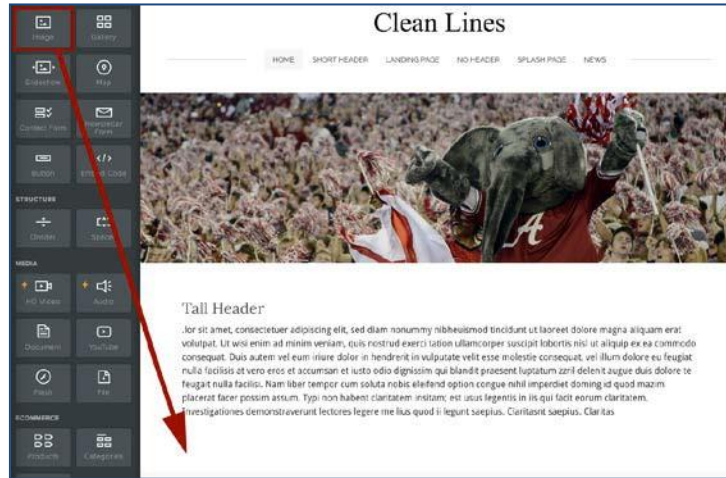 Image
Gallery
Slideshow
Map
Contact Form
Newsletter Form
Button
Embed Code
STRUCTURE
Divider
Spacer
MEDIA
HD Video
Audio
Document
YouTube
Flash
File
ECOMMERCE
Products
Categories
Clean Lines
HOME SHORT HEADER LANDING PAGE NO HEADER SPLASH PAGE NEWS
A
Tall Header
.lor sit amet, consectetuer adipiscing elit, sed diam nonummy nibheuismod tincidunt ut laoreet dolore magna aliquam erat
volutpat. Ut wisi enim ad minim veniam, quis nostrud exerci tation ullamcorper suscipit lobortis nisl ut aliquip ex ea commodo
consequat. Duis autem vel eum iriure dolor in hendrerit in vulputate velit esse molestie consequat, vel illum dolore eu feugiat
nulla facilisis at vero eros et accumsan et iusto odio dignissim qui blandit praesent luptatum zzril delenit augue duis dolore te
feugait nulla facilisi. Nam liber tempor cum soluta nobis eleifend option congue nihil imperdiet doming id quod mazim
placerat facer possim assum. Typi non habent claritatem insitam; est usus legentis in iis qui facit eorum claritatem.
Investigationes demonstraverunt lectores legere me lius quod ii legunt saepius. Claritasnt saepius. Claritas